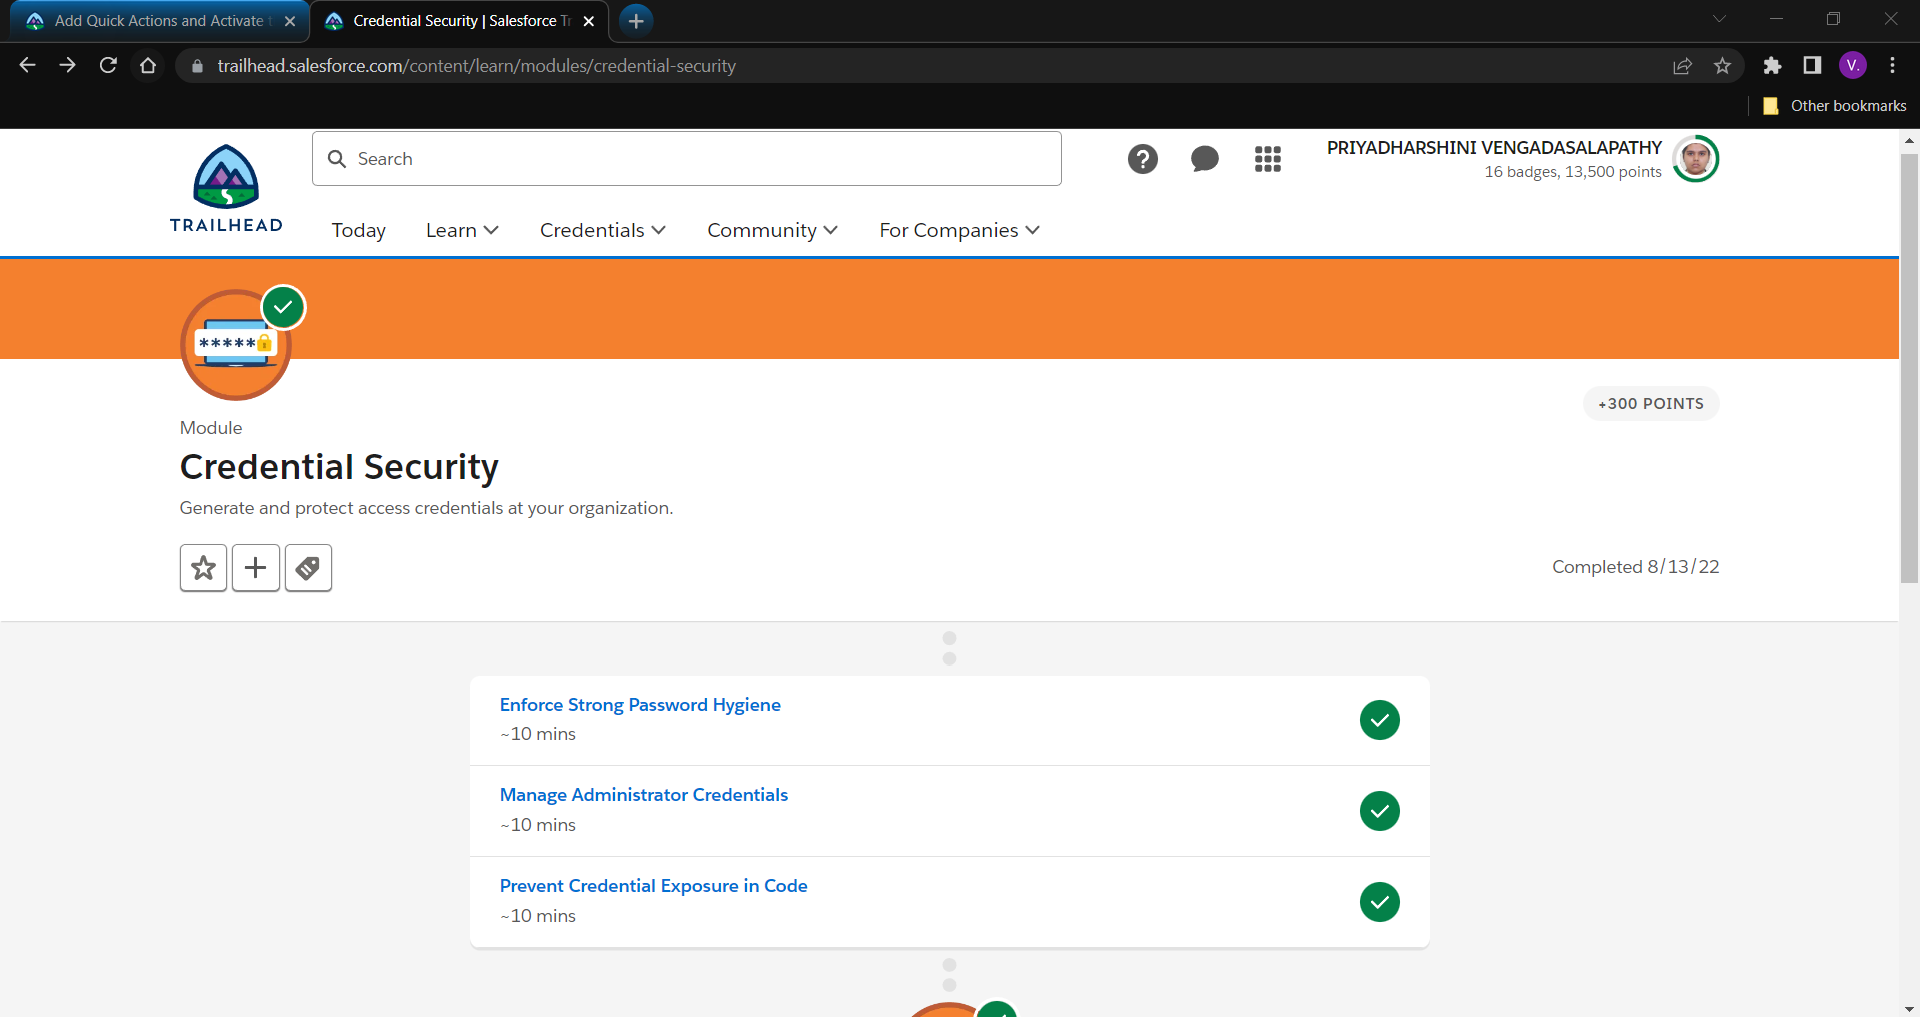 Add Quick Actions and Activate
Credential Security | Salesforce Tr
trailhead.salesforce.com/content/learn/modules/credential-security
V.
Other bookmarks
TRAILHEAD
Search
PRIYADHARSHINI VENGADASALAPATHY
16 badges, 13,500 points
Today Learn Credentials Community For Companies
*****
+300 POINTS
Module
Credential Security
Generate and protect access credentials at your organization.
Completed 8/13/22
Enforce Strong Password Hygiene
~10 mins
Manage Administrator Credentials
~10 mins
Prevent Credential Exposure in Code
~10 mins